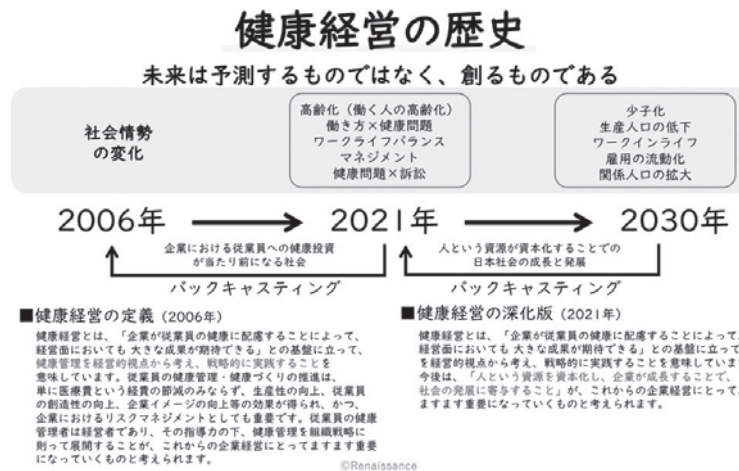 健康経営の歴史
未来は予測するものではなく、創るものである
社会情勢
の変化
高齢化（働く人の高齢化）
働き方×健康問題
ワークライフバランス
マネジメント
健康問題×訴訟
少子化
生産人口の低下
ワークインライフ
雇用の流動化
関係人口の拡大
2006年
2021年
2030年
企業における従業員への健康投資
が当たり前になる社会
人という資源が資本化することでの
日本社会の成長と発展
バックキャスティング
バックキャスティング
■健康経営の定義（2006年）
健康経営とは、「企業が従業員の健康に配慮することによって、
経営面においても 大きな成果が期待できる」との基盤に立って、
健康管理を経営的視点から考え、戦略的に実践することを
意味しています。従業員の健康管理・健康づくりの推進は、
単に医療費という経費の節減のみならず、生産性の向上、従業員
の創造性の向上、企業イメージの向上等の効果が得られ、かつ、
企業におけるリスクマネジメントとしても重要です。従業員の健康
管理者は経営者であり、その指導力の下、健康管理を組織戦略に
則って展開することが、これからの企業経営にとってますます重要
になっていくものと考えられます。
■健康経営の深化版（2021年）
健康経営とは、「企業が従業員の健康に配慮することによって、
経営面においても 大きな成果が期待できる」との基盤に立って
を経営的視点から考え、戦略的に実践することを意味しています
今後は、「人という資源を資本化し、企業が成長することで、
社会の発展に寄与すること」が、これからの企業経営にとって、
ますます重要になっていくものと考えられます。
©Renaissance